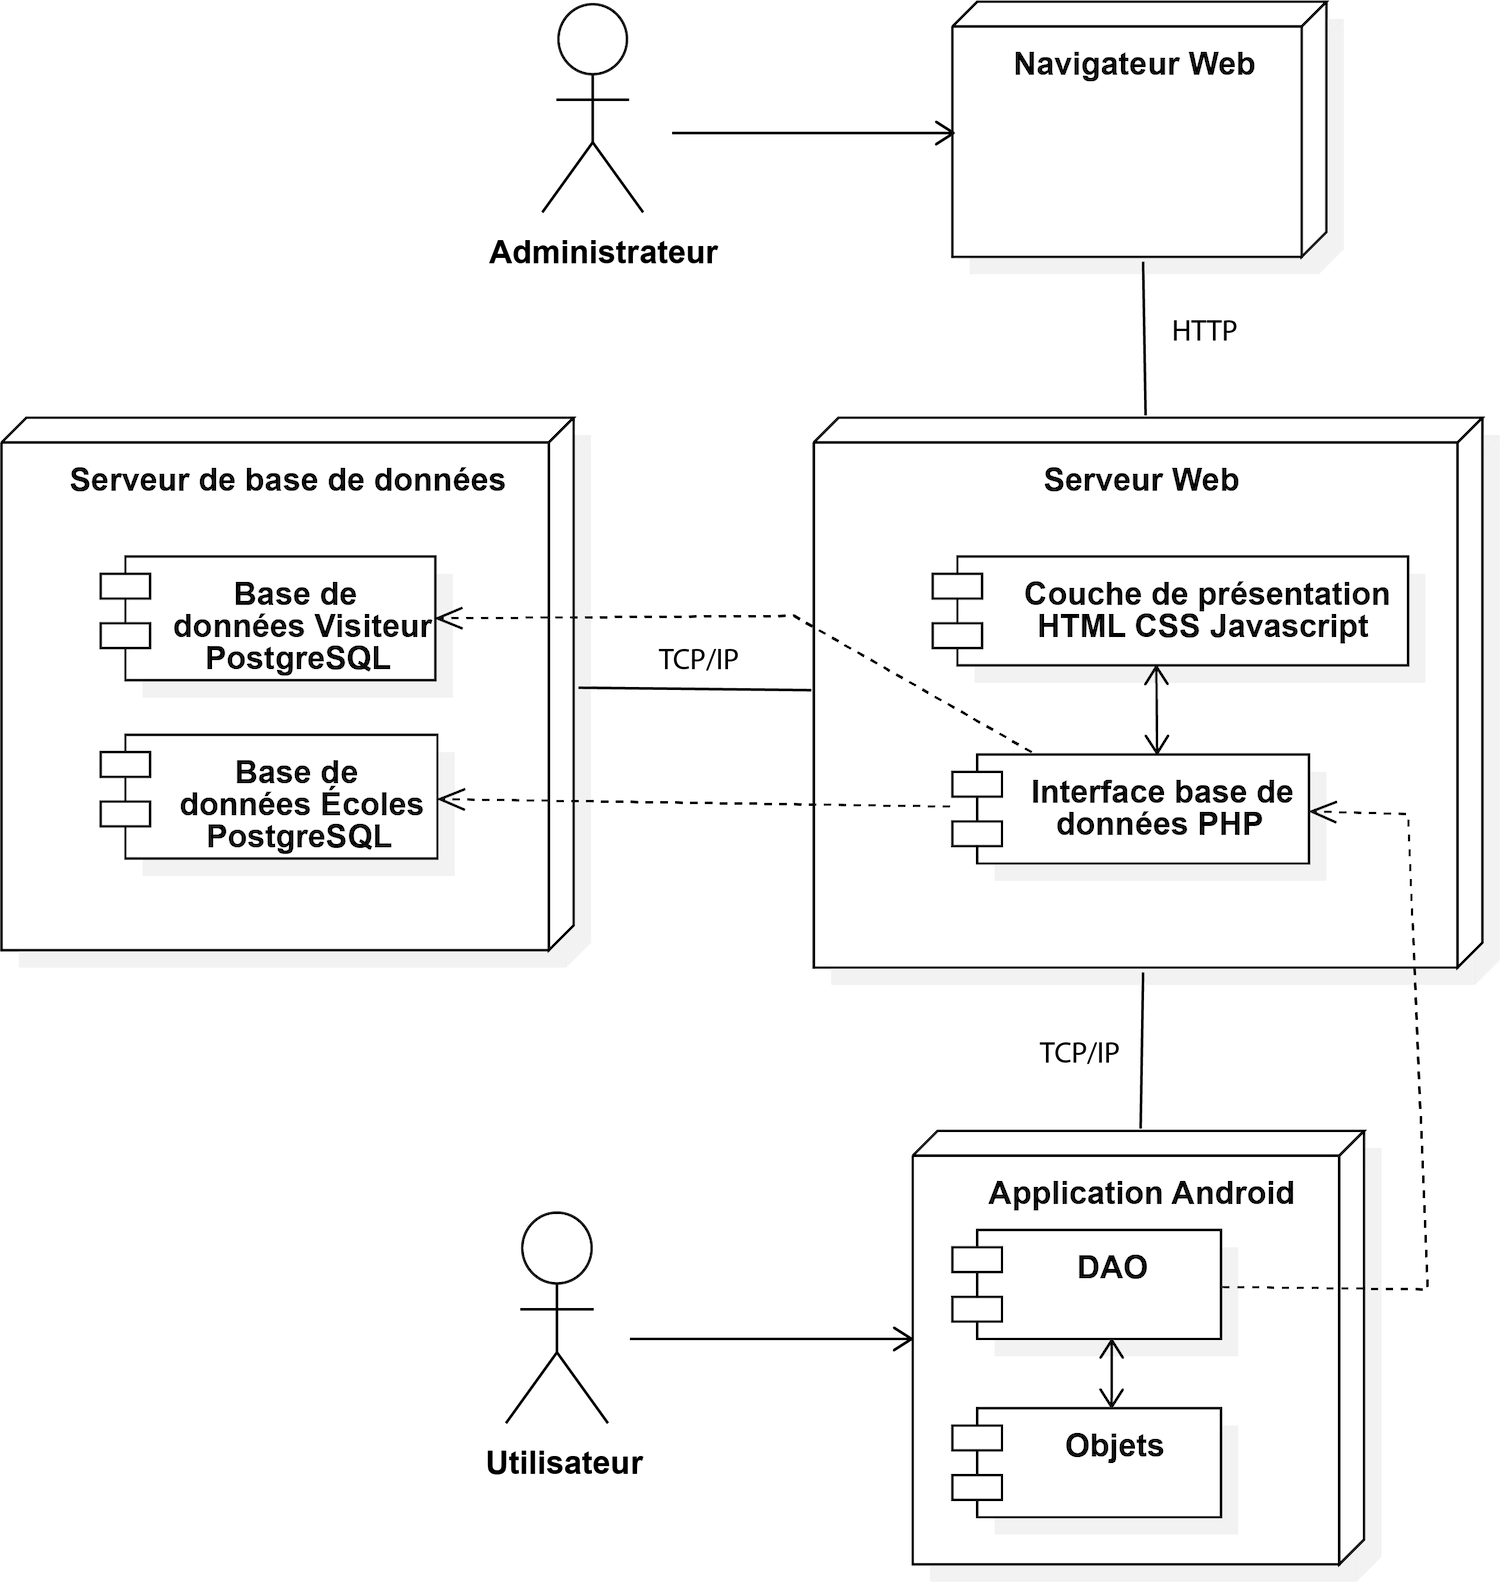 Navigateur Web
Administrateur
HTTP
Serveur de base de données
Serveur Web
Base de
données Visiteur
PostgreSQL
TCP/IP
Couche de présentation
HTML CSS Javascript
Base de
données Écoles
PostgreSQL
Interface base de
données PHP
TCP/IP
Application Android
DAO
Objets
Utilisateur